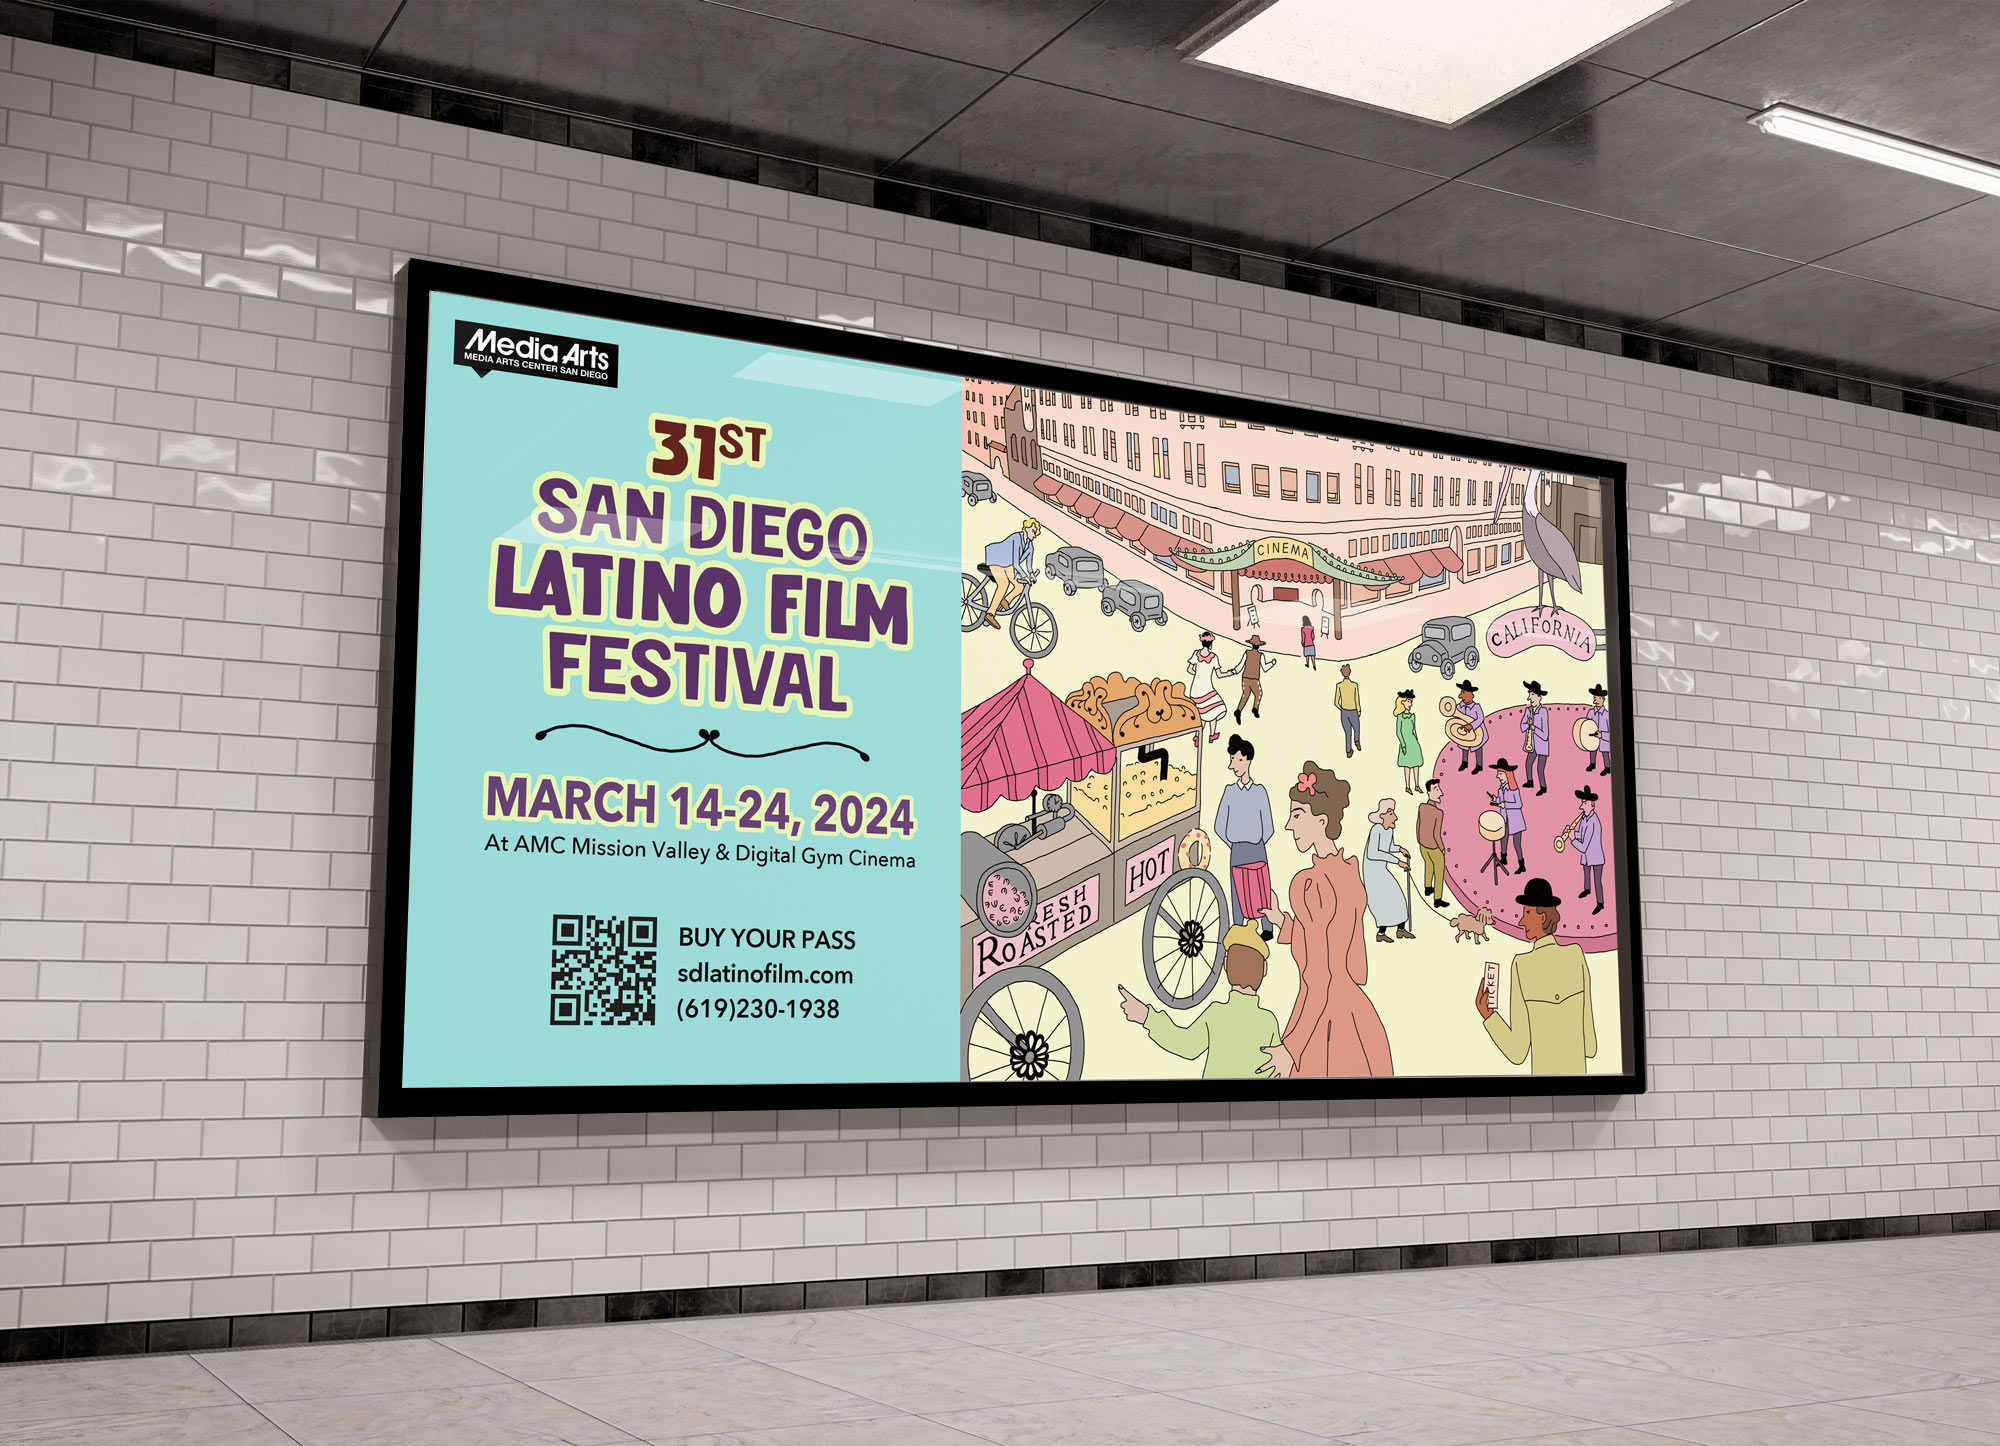 Media Arts
MEDIA ARTS CENTER SAN DIEGO
31ST
SAN DIEGO
LATINO FILM
FESTIVAL
MARCH 14-24, 2024
At AMC Mission Valley & Digital Gym Cinema
BUY YOUR PASS
sdlatinofilm.com
(619)230-1938
CINEMA
CALIFORNIA
HOT
RESH
ROASTED
TICKET